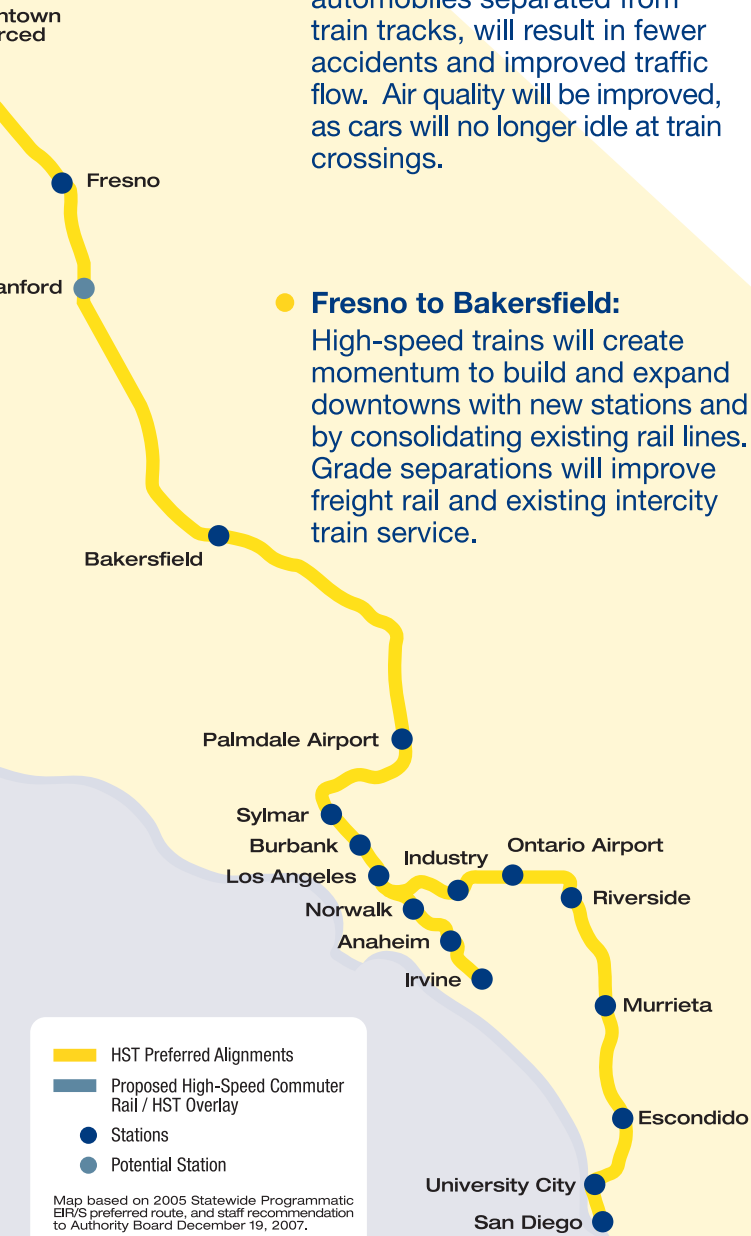 automobiles separated from
train tracks, will result in fewer
accidents and improved traffic
flow. Air quality will be improved,
as cars will no longer idle at train
crossings.
ntown
rced
Fresno
anford
Fresno to Bakersfield:
High-speed trains will create
momentum to build and expand
downtowns with new stations and
by consolidating existing rail lines.
Grade separations will improve
freight rail and existing intercity
train service.
Bakersfield
Palmdale Airport
Sylmar
Burbank
Los Angeles
Industry
Ontario Airport
Riverside
Norwalk
Anaheim
Irvine
Murrieta
Escondido
University City
San Diego
HST Preferred Alignments
Proposed High-Speed Commuter
Rail / HST Overlay
Stations
Potential Station
Map based on 2005 Statewide Programmatic
EIR/S preferred route, and staff recommendation
to Authority Board December 19, 2007.